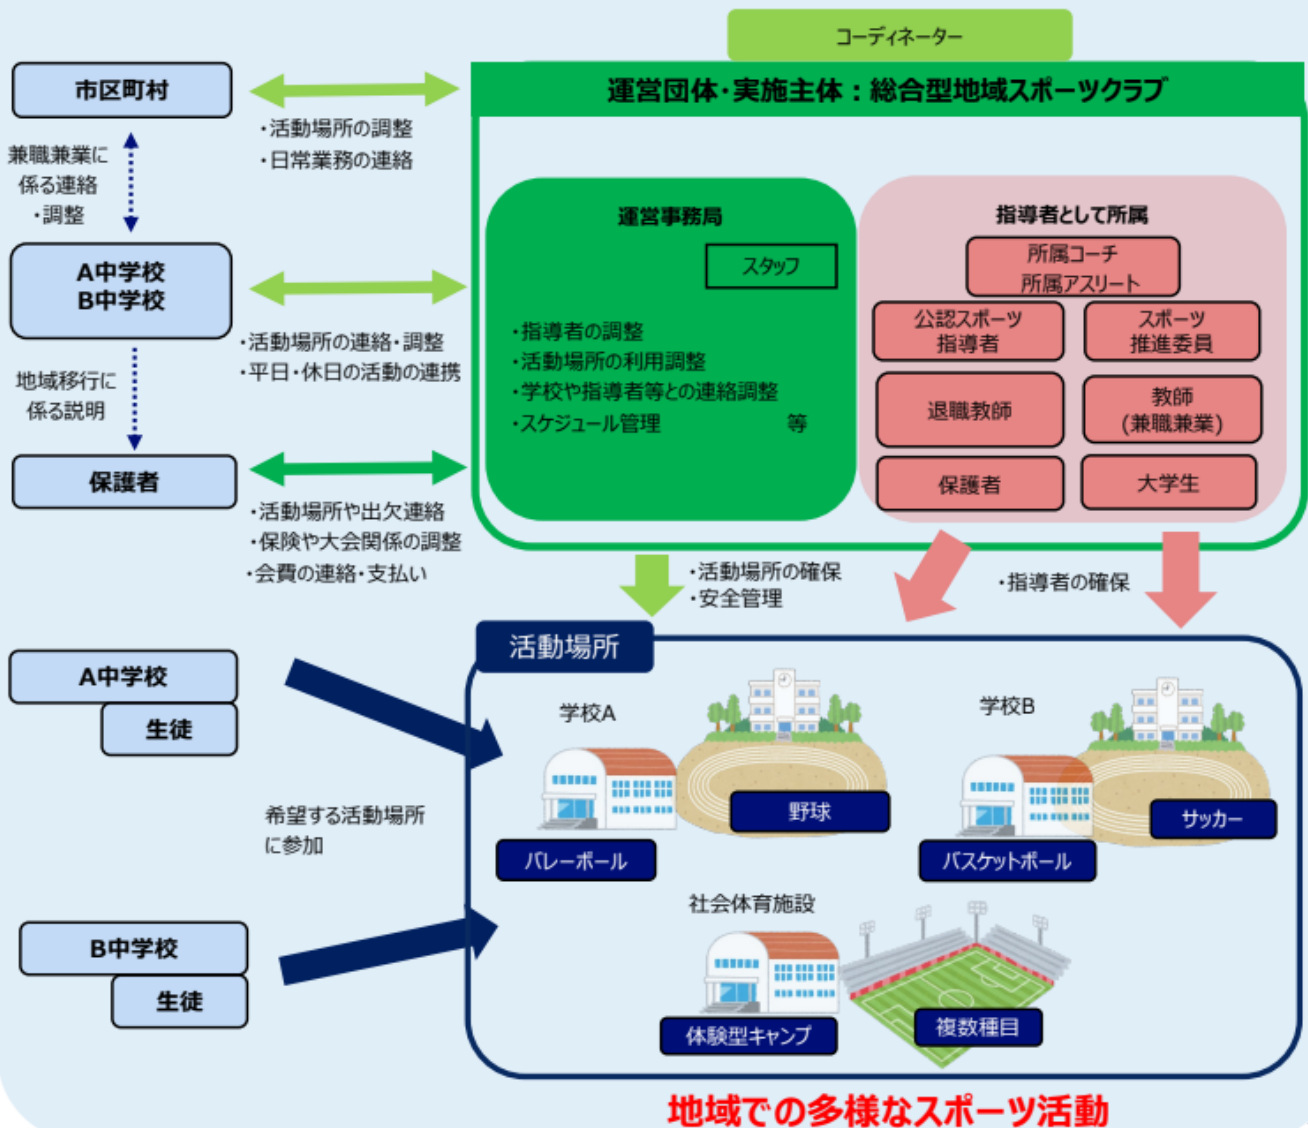 コーディネーター
市区町村
運営団体・実施主体：総合型地域スポーツクラブ
・活動場所の調整
・日常業務の連絡
兼職兼業に
係る連絡
・調整
A中学校
B中学校
・活動場所の連絡・調整
・平日・休日の活動の連携
地域移行に
係る説明
保護者
・活動場所や出欠連絡
・保険や大会関係の調整
・会費の連絡・支払い
運営事務局
スタッフ
・指導者の調整
・活動場所の利用調整
・学校や指導者等との連絡調整
・スケジュール管理　等
指導者として所属
所属コーチ
所属アスリート
公認スポーツ
指導者
スポーツ
推進委員
退職教師
教師
(兼職兼業)
保護者
大学生
・活動場所の確保
・安全管理
・指導者の確保
A中学校
生徒
希望する活動場所
に参加
B中学校
生徒
活動場所
学校A
野球
バレーボール
学校B
サッカー
バスケットボール
社会体育施設
体験型キャンプ
複数種目
地域での多様なスポーツ活動